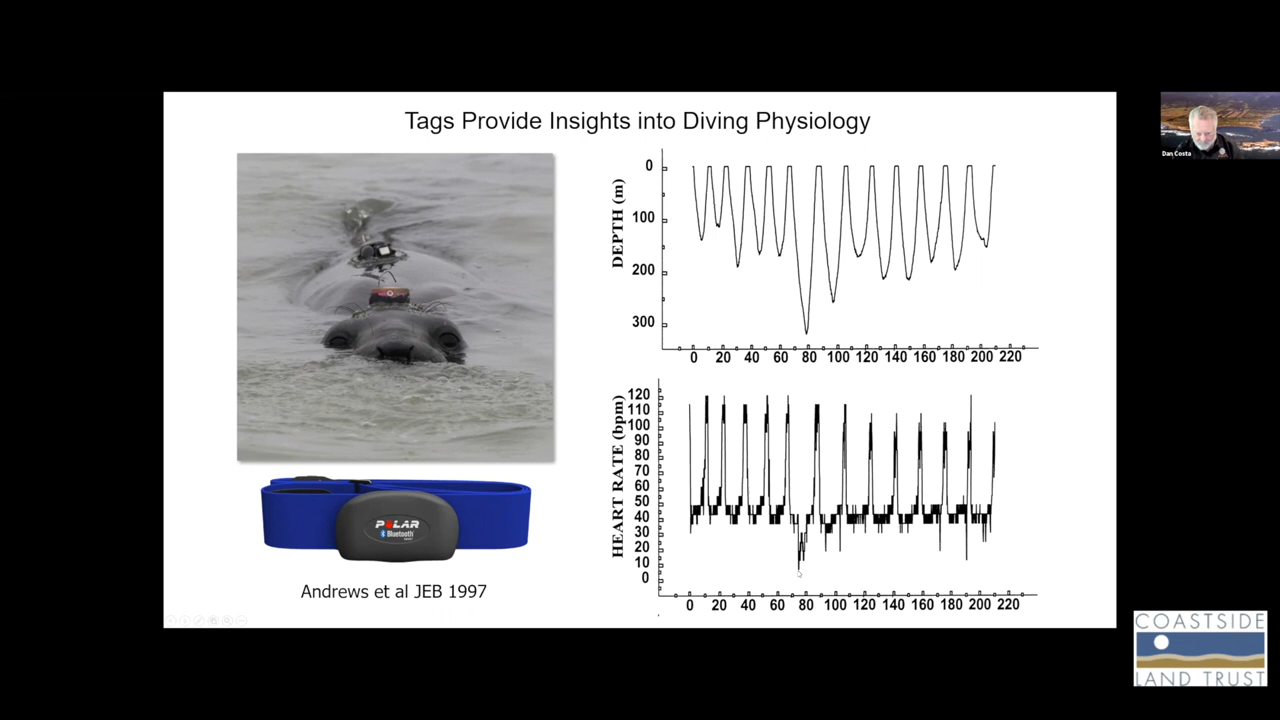 Tags Provide Insights into Diving Physiology
Dan Costa
DEPTH (m)
0
100
200
300
0 20 40 60 80 100 120 140 160 180 200 220
HEART RATE (bpm)
120
110
100
90
80
70
60
50
40
30
20
10
0
0 20 40 60 80 100 120 140 160 180 200 220
POLAR
Bluetooth
Andrews et al JEB 1997
COASTSIDE
LAND TRUST